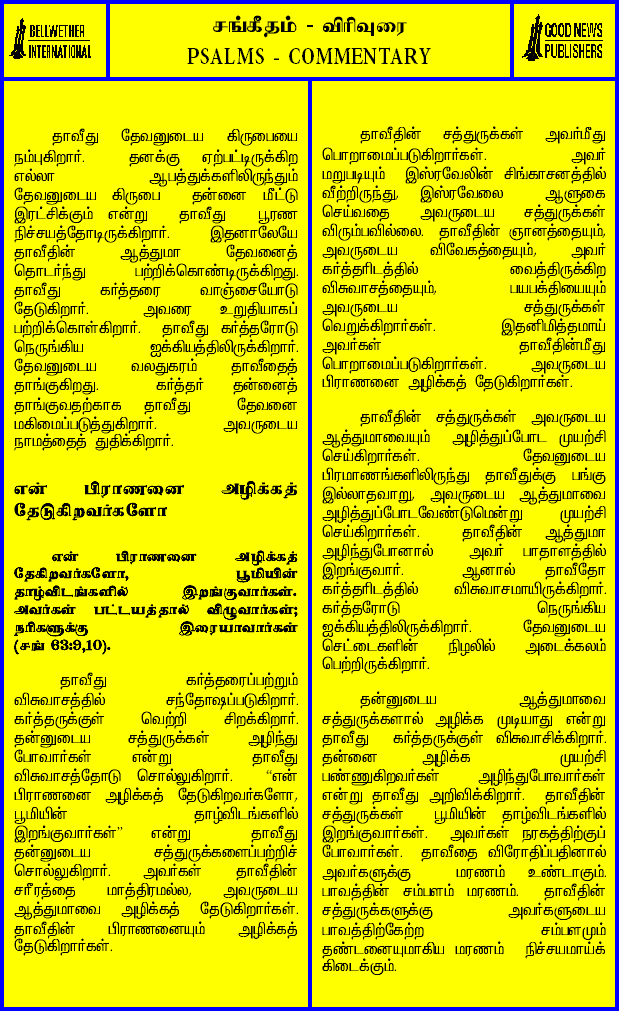 BELLWETHER
INTERNATIONAL
சங்கீதம் - விரிவுரை
PSALMS - COMMENTARY
GOOD NEWS
PUBLISHERS
தாவீது தேவனுடைய கிருபையை
நம்புகிறார். தனக்கு ஏற்பட்டிருக்கிற
எல்லா ஆபத்துக்களிலிருந்தும்
தேவனுடைய கிருபை தன்னை மீட்டு
இரட்சிக்கும் என்று தாவீது பூரண
நிச்சயத்தோடிருக்கிறார். இதனாலேயே
தாவீதின் ஆத்துமா தேவனைத்
தொடர்ந்து பற்றிக்கொண்டிருக்கிறது.
தாவீது கர்த்தரை வாஞ்சையோடு
தேடுகிறார். அவரை உறுதியாகப்
பற்றிக்கொள்கிறார். தாவீது கர்த்தரோடு
நெருங்கிய ஐக்கியத்திலிருக்கிறார்.
தேவனுடைய வலதுகரம் தாவீதைத்
தாங்குகிறது. கர்த்தர் தன்னைத்
தாங்குவதற்காக தாவீது தேவனை
மகிமைப்படுத்துகிறார். அவருடைய
நாமத்தைத் துதிக்கிறார்.
என் பிராணனை அழிக்கத்
தேடுகிறவர்களோ
என் பிராணனை அழிக்கத்
தேகிறவர்களோ, பூமியின்
தாழ்விடங்களில் இறங்குவார்கள்.
அவர்கள் பட்டயத்தால் விழுவார்கள்;
நரிகளுக்கு இரையாவார்கள்
(சங் 63:9,10).
தாவீது கர்த்தரைப்பற்றும்
விசுவாசத்தில் சந்தோஷப்படுகிறார்.
கர்த்தருக்குள் வெற்றி சிறக்கிறார்.
தன்னுடைய சத்துருக்கள் அழிந்து
போவார்கள் என்று தாவீது
விசுவாசத்தோடு சொல்லுகிறார். “என்
பிராணனை அழிக்கத் தேடுகிறவர்களோ,
பூமியின் தாழ்விடங்களில்
இறங்குவார்கள்” என்று தாவீது
தன்னுடைய சத்துருக்களைப்பற்றிச்
சொல்லுகிறார். அவர்கள் தாவீதின்
சரீரத்தை மாத்திரமல்ல, அவருடைய
ஆத்துமாவை அழிக்கத் தேடுகிறார்கள்.
தாவீதின் பிராணனையும் அழிக்கத்
தேடுகிறார்கள்.
தாவீதின் சத்துருக்கள் அவர்மீது
பொறாமைப்படுகிறார்கள். அவர்
மறுபடியும் இஸ்ரவேலின் சிங்காசனத்தில்
வீற்றிருந்து, இஸ்ரவேலை ஆளுகை
செய்வதை அவருடைய சத்துருக்கள்
விரும்பவில்லை. தாவீதின் ஞானத்தையும்,
அவருடைய விவேகத்தையும், அவர்
கர்த்தரிடத்தில் வைத்திருக்கிற
விசுவாசத்தையும், பயபக்தியையும்
அவருடைய சத்துருக்கள்
வெறுக்கிறார்கள். இதனிமித்தமாய்
அவர்கள் தாவீதின்மீது
பொறாமைப்படுகிறார்கள். அவருடைய
பிராணனை அழிக்கத் தேடுகிறார்கள்.
தாவீதின் சத்துருக்கள் அவருடைய
ஆத்துமாவையும் அழித்துப்போட முயற்சி
செய்கிறார்கள். தேவனுடைய
பிரமாணங்களிலிருந்து தாவீதுக்கு பங்கு
இல்லாதவாறு, அவருடைய ஆத்துமாவை
அழித்துப்போடவேண்டுமென்று முயற்சி
செய்கிறார்கள். தாவீதின் ஆத்துமா
அழிந்துபோனால் அவர் பாதாளத்தில்
இறங்குவார். ஆனால் தாவீதோ
கர்த்தரிடத்தில் விசுவாசமாயிருக்கிறார்.
கர்த்தரோடு நெருங்கிய
ஐக்கியத்திலிருக்கிறார். தேவனுடைய
செட்டைகளின் நிழலில் அடைக்கலம்
பெற்றிருக்கிறார்.
தன்னுடைய ஆத்துமாவை
சத்துருக்களால் அழிக்க முடியாது என்று
தாவீது கர்த்தருக்குள் விசுவாசிக்கிறார்.
தன்னை அழிக்க முயற்சி
பண்ணுகிறவர்கள் அழிந்துபோவார்கள்
என்று தாவீது அறிவிக்கிறார். தாவீதின்
சத்துருக்கள் பூமியின் தாழ்விடங்களில்
இறங்குவார்கள். அவர்கள் நரகத்திற்குப்
போவார்கள். தாவீதை விரோதிப்பதினால்
அவர்களுக்கு மரணம் உண்டாகும்.
பாவத்தின் சம்பளம் மரணம். தாவீதின்
சத்துருக்களுக்கு அவர்களுடைய
பாவத்திற்கேற்ற சம்பளமும்
தண்டனையுமாகிய மரணம் நிச்சயமாய்க்
கிடைக்கும்.